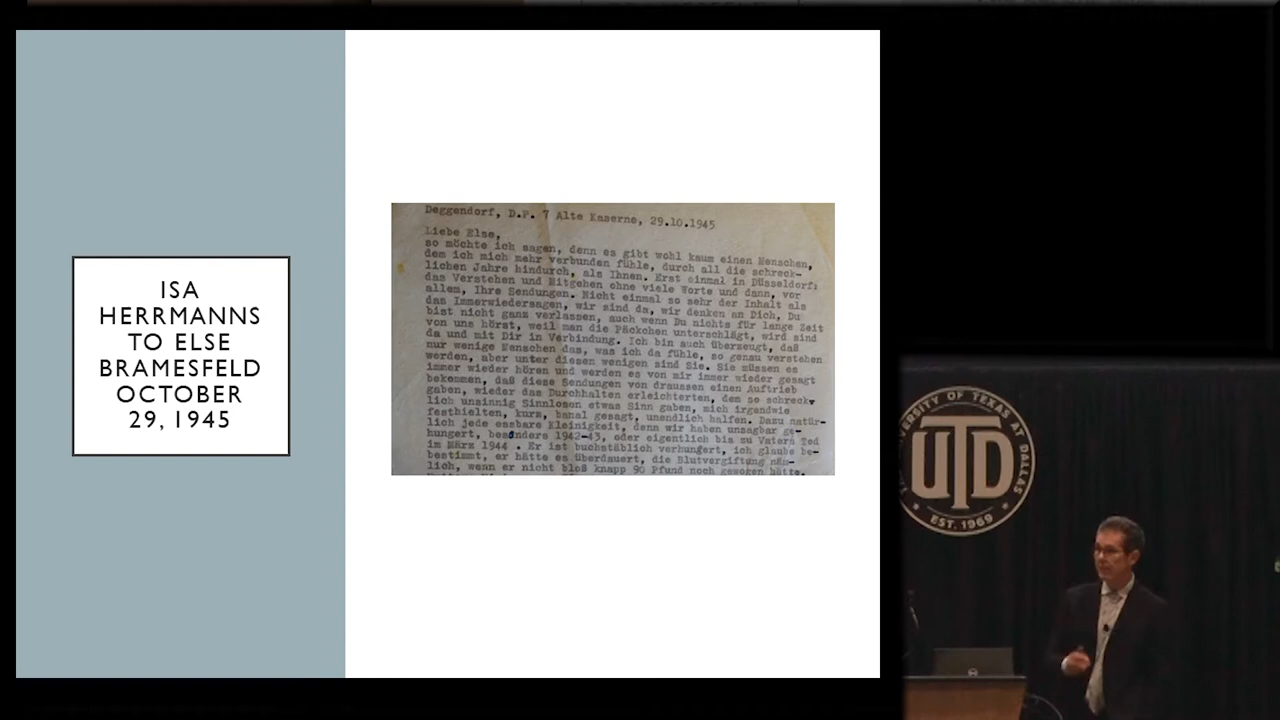 ISA
HERRMANNS
TO ELSE
BRAMESFELD
OCTOBER
29, 1945
Deggendorf, D.P. 7 Alte Kaserne, 29.10.1945
Liebe Else,
so möchte ich sagen, denn es gibt wohl kaum einen Menschen,
dem ich mich mehr verbunden fühle, durch all die schreck-
lichen Jahre hindurch, als Ihnen. Erst einmal in Düsseldorf:
das Verstehen und Mitgehen ohne viele Worte und dann, vor
allem, Ihre Sendungen. Nicht einmal so sehr der Inhalt als
das Immerwiedersagen, wir sind da, wir denken an Dich, Du
bist nicht ganz verlassen, auch wenn Du nichts für lange Zeit
von uns hörst, weil man die Päckchen unterschlägt, wird sind
da und mit Dir in Verbindung. Ich bin auch überzeugt, daß
nur wenige Menschen das, was ich da fühle, so genau verstehen
werden, aber unter diesen wenigen sind Sie. Sie müssen es
immer wieder hören und werden es von mir immer wieder gesagt
bekommen, daß diese Sendungen von draussen einen Auftrieb
gaben, wieder das Durchhalten erleichterten, dem so schreck-
lich unsinnig Sinnlosen etwas Sinn gaben, mich irgendwie
festhielten, kurz, banal gesagt, unendlich halfen. Dazu natür-
lich jede essbare Kleinigkeit, denn wir haben unsagbar ge-
hungert, besonders 1942-43, oder eigentlich bis zu Vaters Tod
im März 1944 . Er ist buchstäblich verhungert, ich glaube be-
bestimmt, er hätte es überdauert, die Blutvergiftung näm-
lich, wenn er nicht bloß knapp 90 Pfund noch gewogen hätte.
UNIVERSITY OF TEXAS AT DALLAS
UTD
EST. 1969